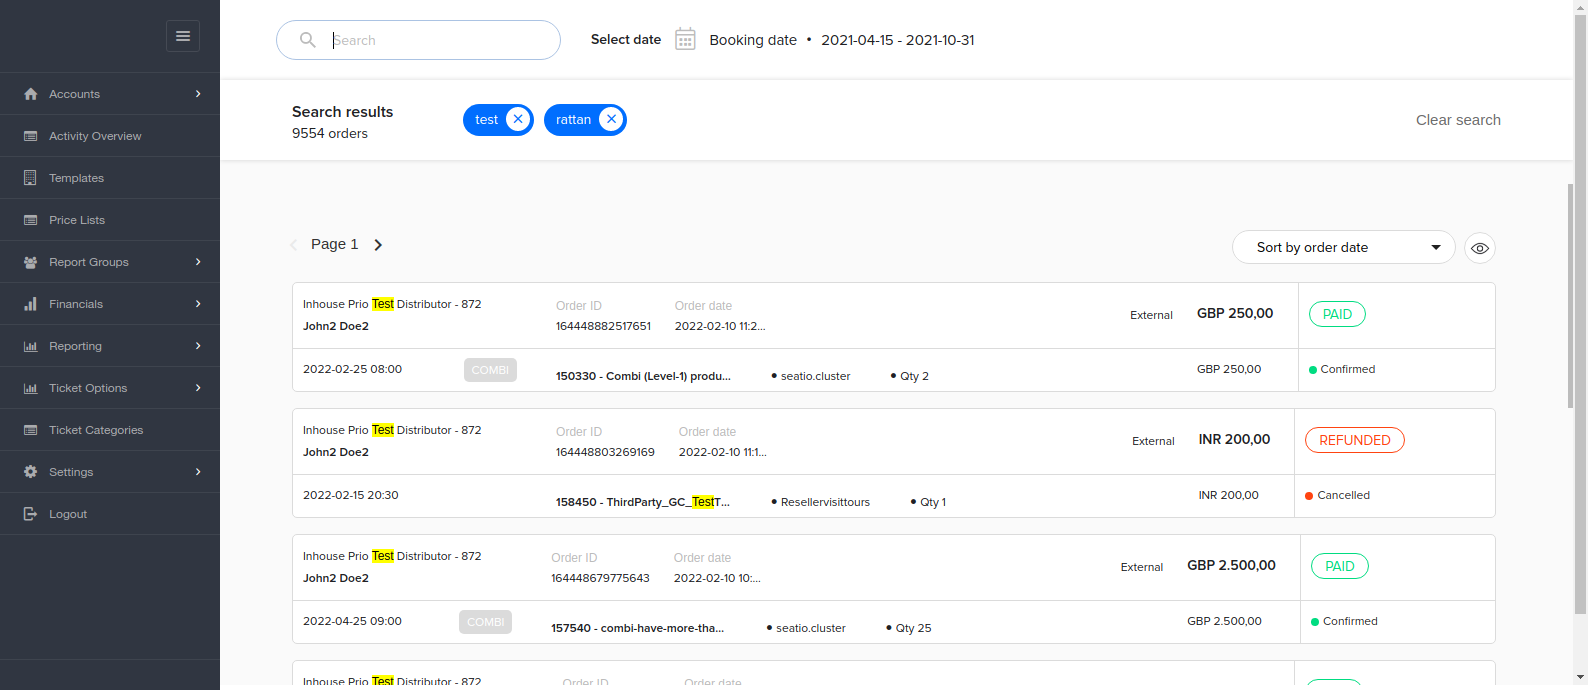 Search
Select date
Booking date • 2021-04-15 - 2021-10-31
Accounts
Activity Overview
Templates
Price Lists
Report Groups
Financials
Reporting
Ticket Options
Ticket Categories
Settings
Logout
Search results
9554 orders
test
rattan
Clear search
Page 1
Sort by order date
Inhouse Prio Test Distributor - 872
John2 Doe2
Order ID
164448882517651
Order date
2022-02-10 11:2...
External
GBP 250,00
PAID
2022-02-25 08:00
COMBI
150330 - Combi (Level-1) produ...
• seatio.cluster
• Qty 2
GBP 250,00
Confirmed
Inhouse Prio Test Distributor - 872
John2 Doe2
Order ID
164448803269169
Order date
2022-02-10 11:1...
External
INR 200,00
REFUNDED
2022-02-15 20:30
158450 - ThirdParty_GC_TestT...
• Resellervisittours
• Qty 1
INR 200,00
Cancelled
Inhouse Prio Test Distributor - 872
John2 Doe2
Order ID
164448679775643
Order date
2022-02-10 10:...
External
GBP 2.500,00
PAID
2022-04-25 09:00
COMBI
157540 - combi-have-more-tha...
• seatio.cluster
• Qty 25
GBP 2.500,00
Confirmed
Inhouse Prio Test Distributor - 872
Order ID
Order date